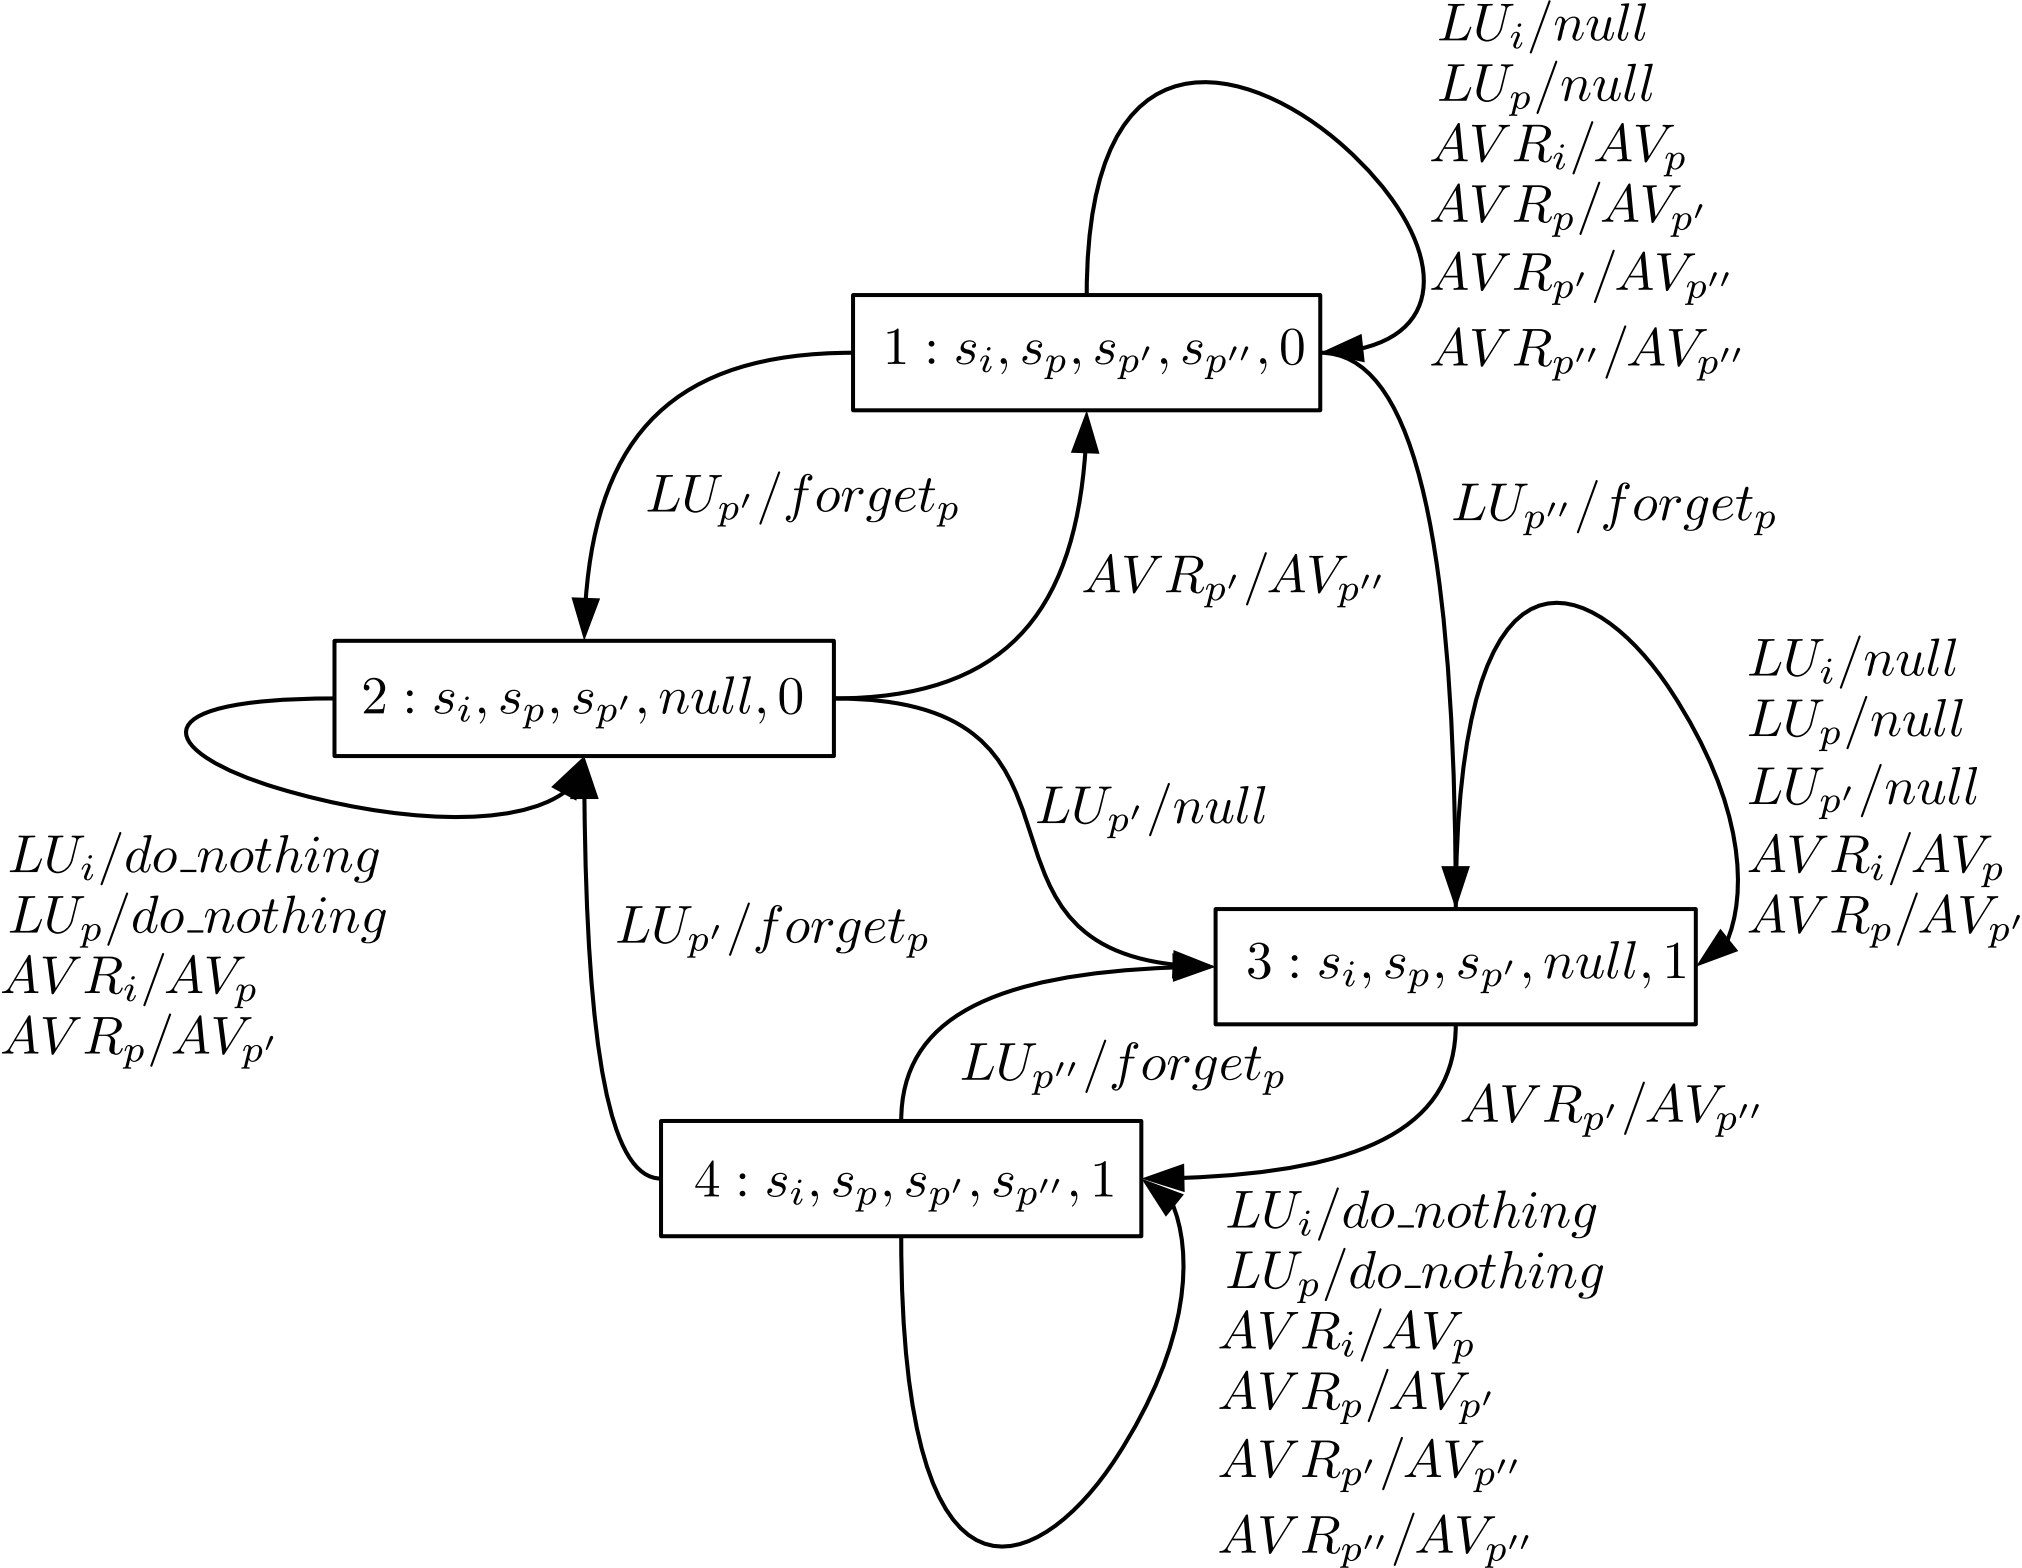 LU_i/null
LU_p/null
AVR_i/AV_p
AVR_p/AV_{p'}
AVR_{p'}/AV_{p''}
AVR_{p''}/AV_{p''}
1 : s_i, s_p, s_{p'}, s_{p''}, 0
LU_{p'}/forget_p
LU_{p''}/forget_p
AVR_{p'}/AV_{p''}
2 : s_i, s_p, s_{p'}, null, 0
LU_i/null
LU_p/null
LU_{p'}/null
AVR_i/AV_p
AVR_p/AV_{p'}
LU_{p'}/null
LU_i/do_nothing
LU_p/do_nothing
AVR_i/AV_p
AVR_p/AV_{p'}
LU_{p'}/forget_p
3 : s_i, s_p, s_{p'}, null, 1
LU_{p''}/forget_p
AVR_{p'}/AV_{p''}
4 : s_i, s_p, s_{p'}, s_{p''}, 1
LU_i/do_nothing
LU_p/do_nothing
AVR_i/AV_p
AVR_p/AV_{p'}
AVR_{p'}/AV_{p''}
AVR_{p''}/AV_{p''}